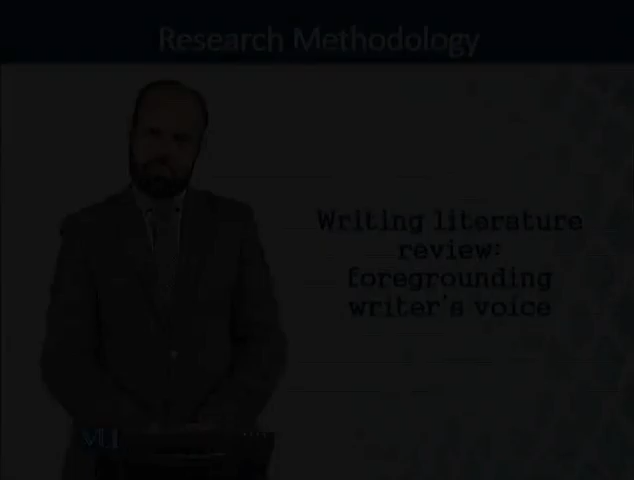 Research Methodology
Writing literature
review:
foregrounding
writer's voice